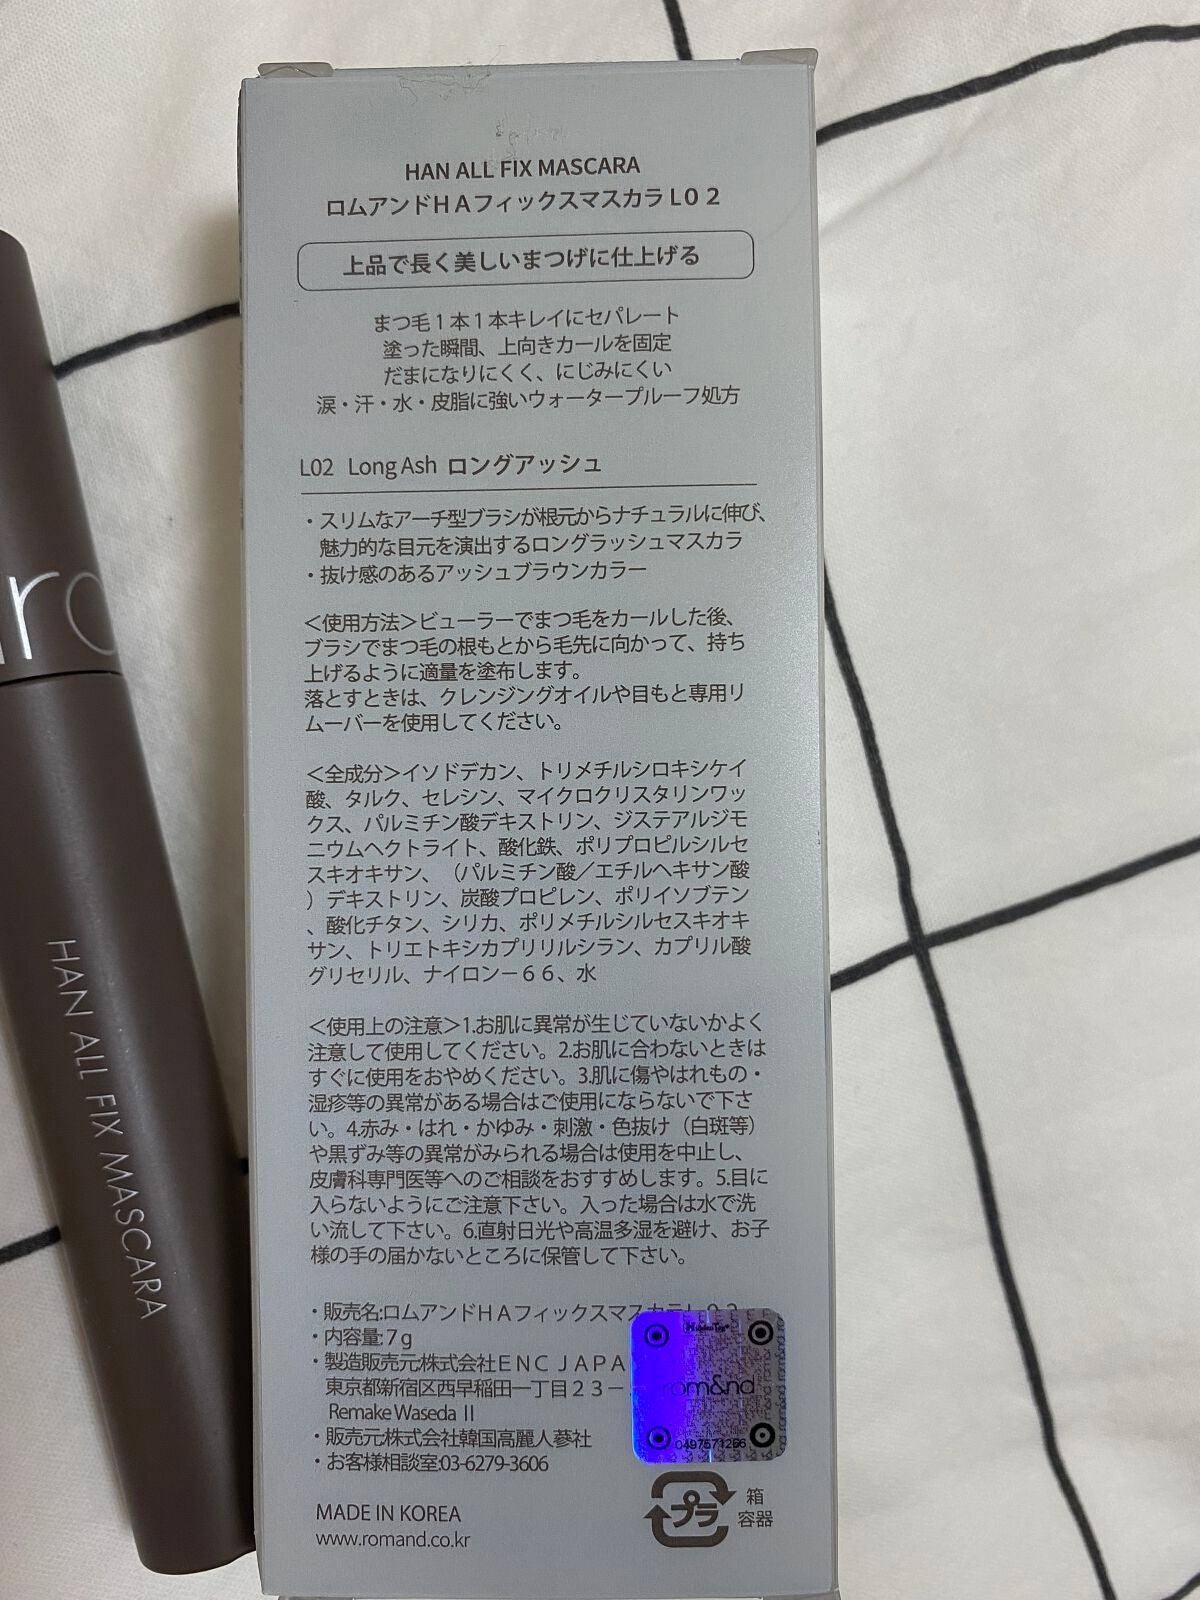 HAN ALL FIX MASCARA
ロムアンドＨＡフィックスマスカラ L０２
上品で長く美しいまつげに仕上げる
まつ毛１本１本キレイにセパレート
塗った瞬間、上向きカールを固定
だまになりにくく、にじみにくい
涙・汗・水・皮脂に強いウォータープルーフ処方
L02 Long Ash ロングアッシュ
・スリムなアーチ型ブラシが根元からナチュラルに伸び、
魅力的な目元を演出するロングラッシュマスカラ
・抜け感のあるアッシュブラウンカラー
＜使用方法＞ビューラーでまつ毛をカールした後、
ブラシでまつ毛の根もとから毛先に向かって、持ち
上げるように適量を塗布します。
落とすときは、クレンジングオイルや目もと専用リ
ムーバーを使用してください。
＜全成分＞イソドデカン、トリメチルシロキシケイ
酸、タルク、セレシン、マイクロクリスタリンワッ
クス、パルミチン酸デキストリン、ジステアルジモ
ニウムヘクトライト、酸化鉄、ポリプロピルシルセ
スキオキサン、（パルミチン酸／エチルヘキサン酸
）デキストリン、炭酸プロピレン、ポリイソブテン
、酸化チタン、シリカ、ポリメチルシルセスキオキ
サン、トリエトキシカプリリルシラン、カプリル酸
グリセリル、ナイロン－６６、水
＜使用上の注意＞1.お肌に異常が生じていないかよく
注意して使用してください。2.お肌に合わないときは
すぐに使用をおやめください。3.肌に傷やはれもの・
湿疹等の異常がある場合はご使用にならないで下さ
い。4.赤み・はれ・かゆみ・刺激・色抜け（白斑等）
や黒ずみ等の異常がみられる場合は使用を中止し、
皮膚科専門医等へのご相談をおすすめします。5.目に
入らないようにご注意下さい。入った場合は水で洗
い流して下さい。6.直射日光や高温多湿を避け、お子
様の手の届かないところに保管して下さい。
・販売名:ロムアンドＨＡフィックスマスカラＬ０２
・内容量:７g
・製造販売元:株式会社ＥＮＣ ＪＡＰＡ
東京都新宿区西早稲田一丁目２３－
Remake Waseda Ⅱ
・販売元:株式会社韓国高麗人蔘社
・お客様相談室:03-6279-3606
MADE IN KOREA
www.romand.co.kr
HiddenTag
rom&nd
0497571266
プラ
箱
容器
ro
HAN ALL FIX MASCARA